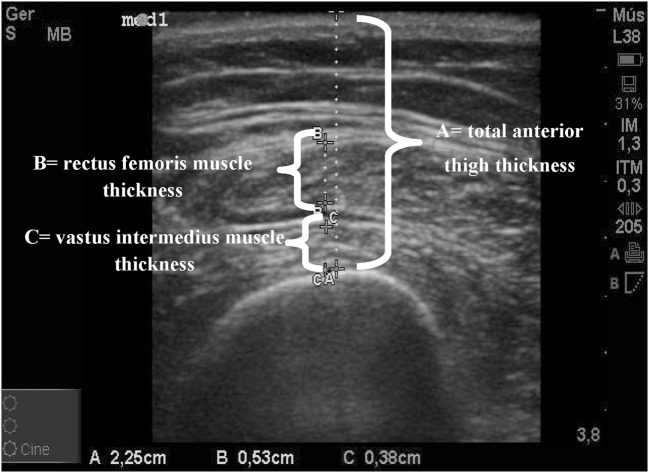 Ger
S
MB
med1
Mús
L38
31%
IM
1,3
ITM
0,3
205
A
B
3,8
A= total anterior
thigh thickness
B= rectus femoris muscle
thickness
C= vastus intermedius muscle
thickness
B
B
C
C
A
Cine
A 2,25cm B 0,53cm C 0,38cm